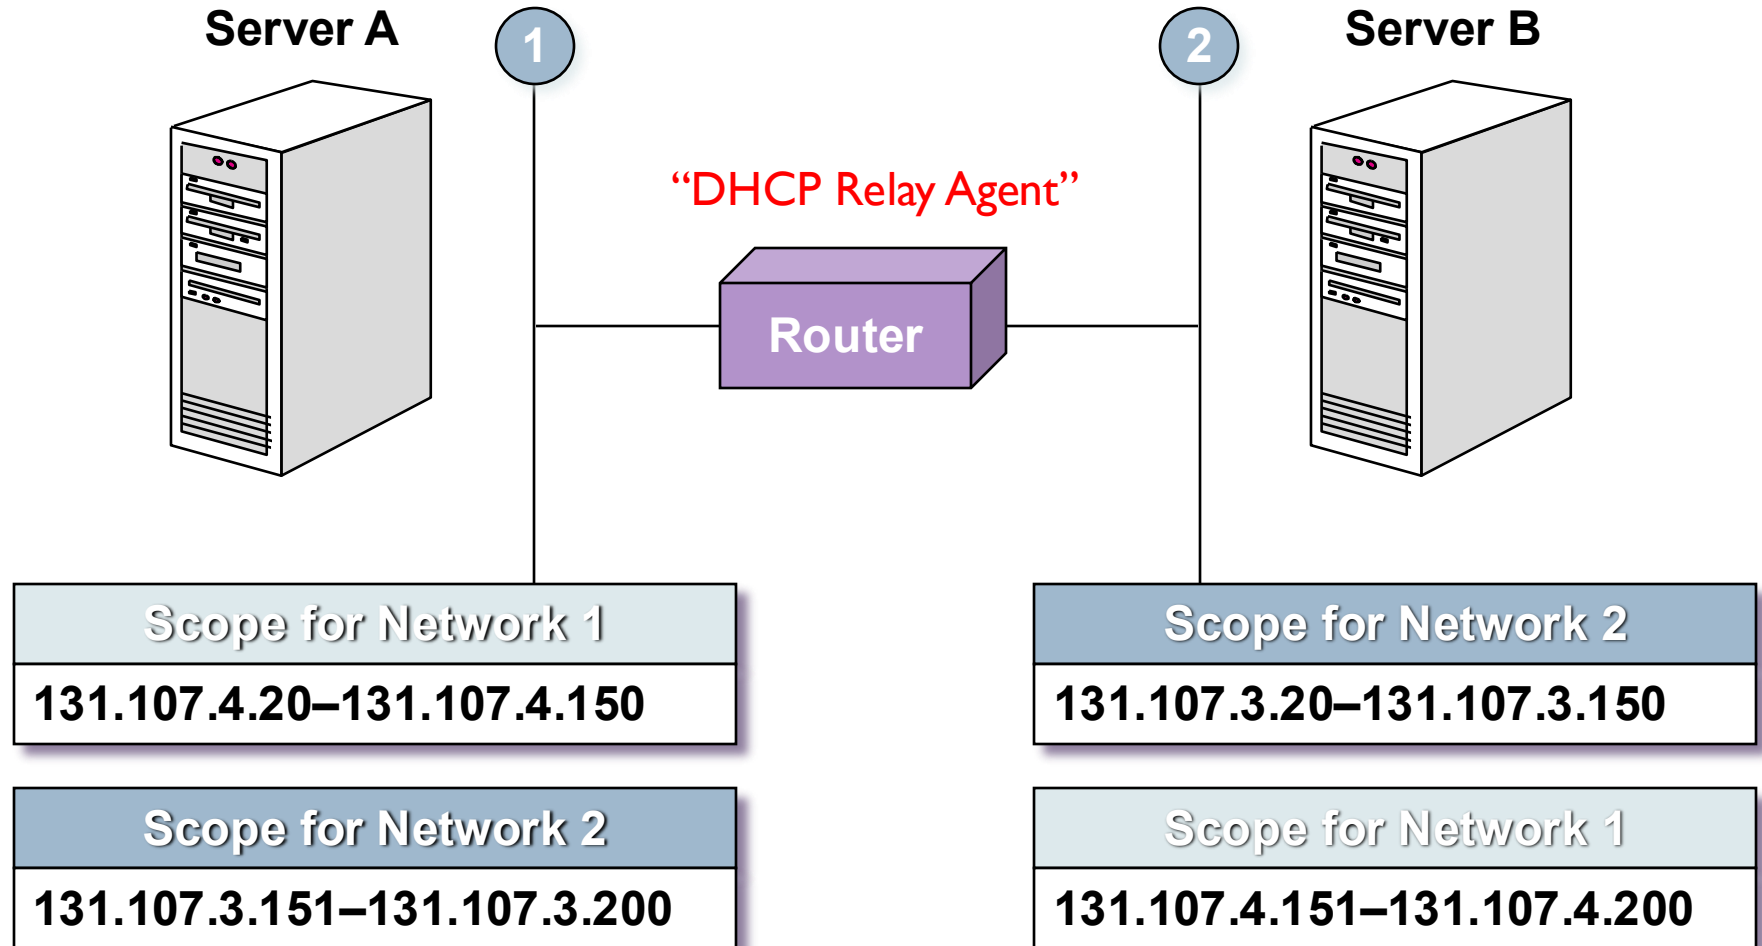 Server A
1
2
Server B
“DHCP Relay Agent”
Router
Scope for Network 1
131.107.4.20–131.107.4.150
Scope for Network 2
131.107.3.151–131.107.3.200
Scope for Network 2
131.107.3.20–131.107.3.150
Scope for Network 1
131.107.4.151–131.107.4.200